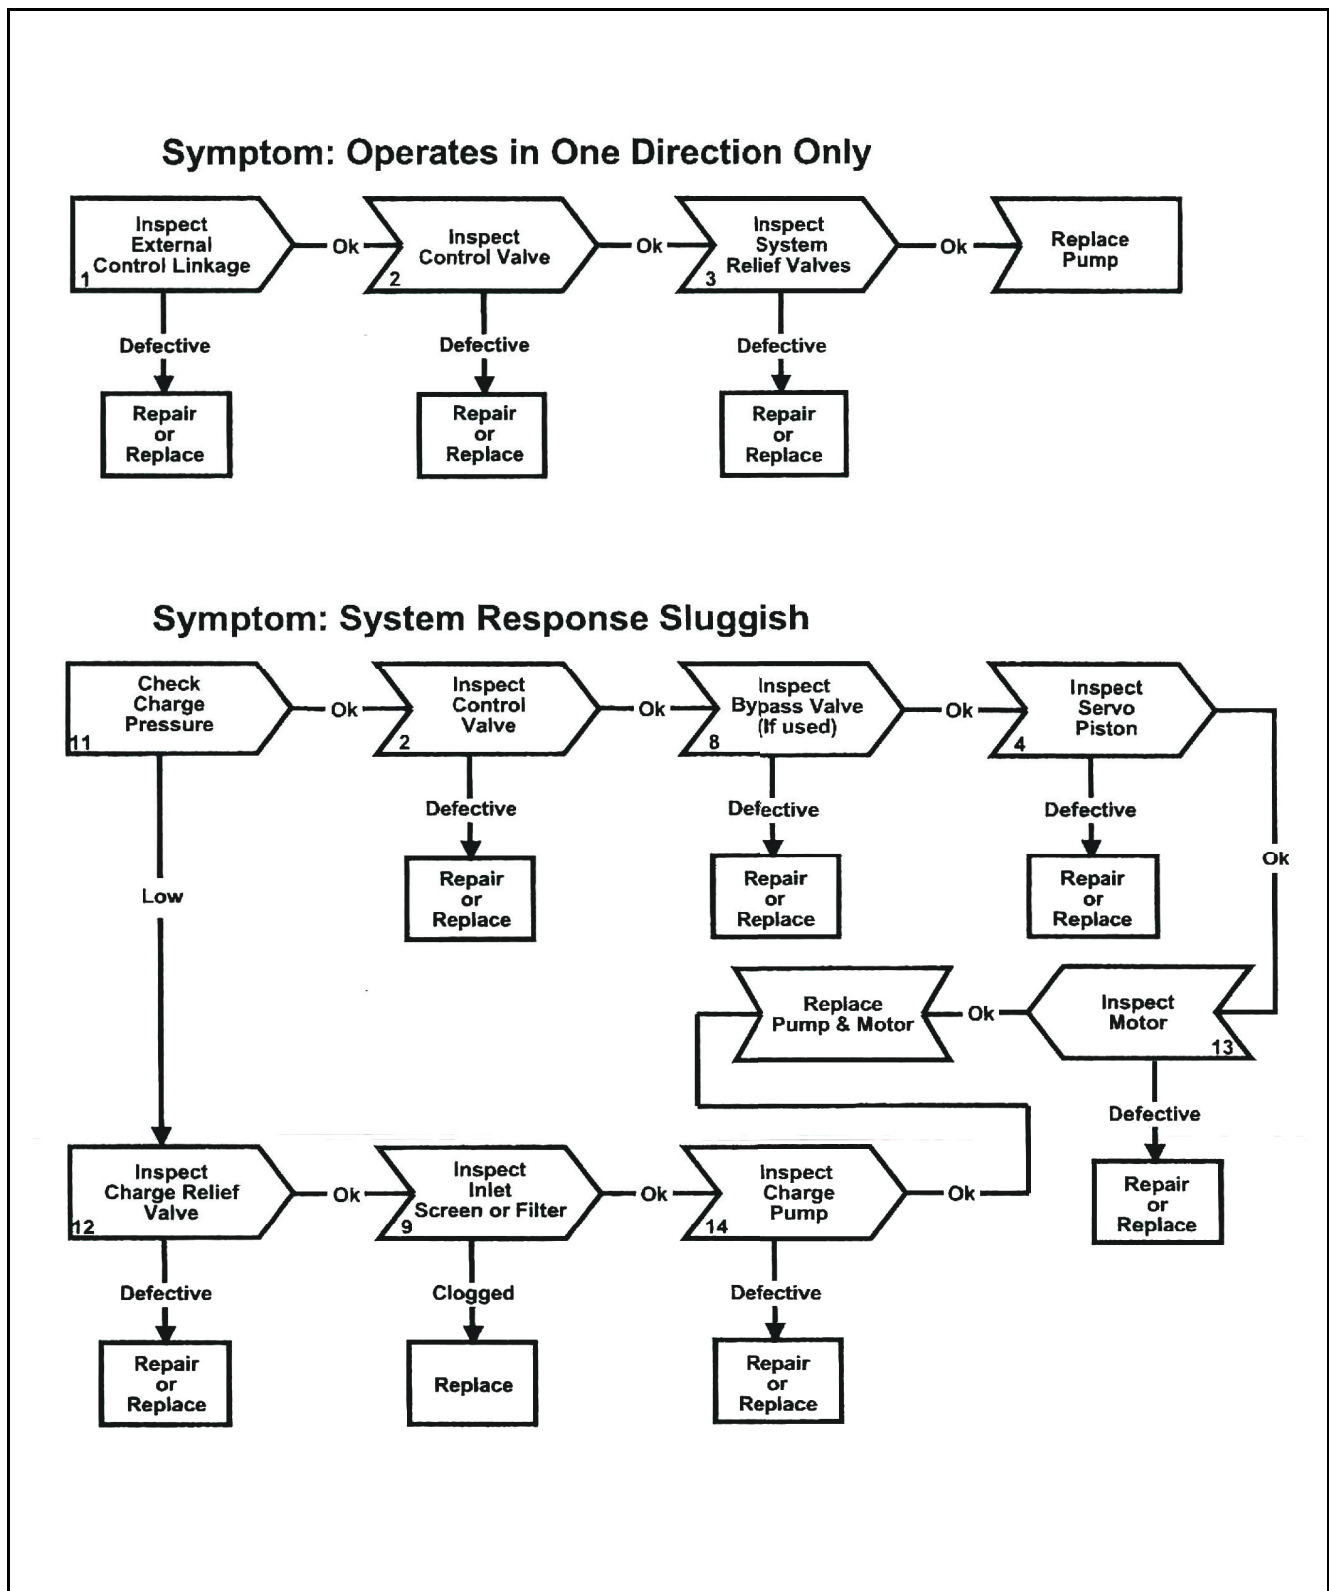 Symptom: Operates in One Direction Only
Inspect
External
Control Linkage
1
Ok
Inspect
Control Valve
2
Ok
Inspect
System
Relief Valves
3
Ok
Replace
Pump
Defective
Defective
Defective
Repair
or
Replace
Repair
or
Replace
Repair
or
Replace
Symptom: System Response Sluggish
Check
Charge
Pressure
11
Ok
Inspect
Control
Valve
2
Ok
Inspect
Bypass Valve
(If used)
8
Ok
Inspect
Servo
Piston
4
Defective
Defective
Defective
Ok
Low
Repair
or
Replace
Repair
or
Replace
Repair
or
Replace
Replace
Pump & Motor
Ok
Inspect
Motor
13
Defective
Repair
or
Replace
Inspect
Charge Relief
Valve
12
Ok
Inspect
Inlet
Screen or Filter
9
Ok
Inspect
Charge
Pump
14
Ok
Defective
Clogged
Defective
Repair
or
Replace
Replace
Repair
or
Replace